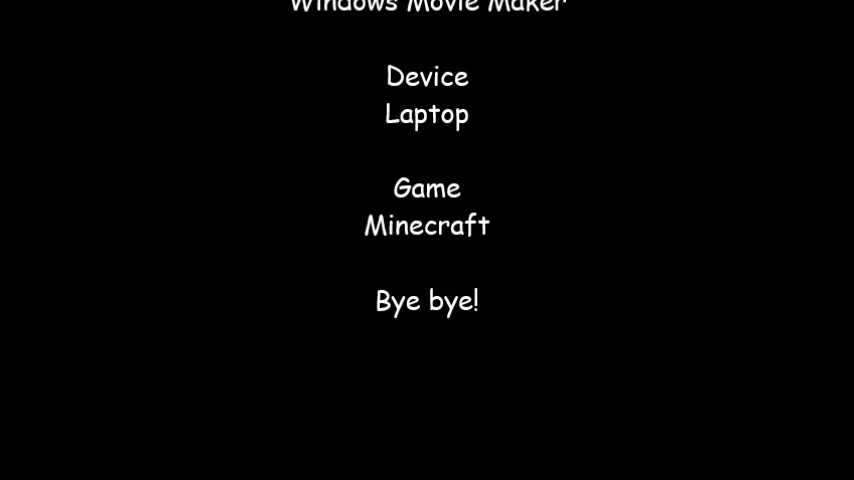 Windows Movie Maker
Device
Laptop
Game
Minecraft
Bye bye!